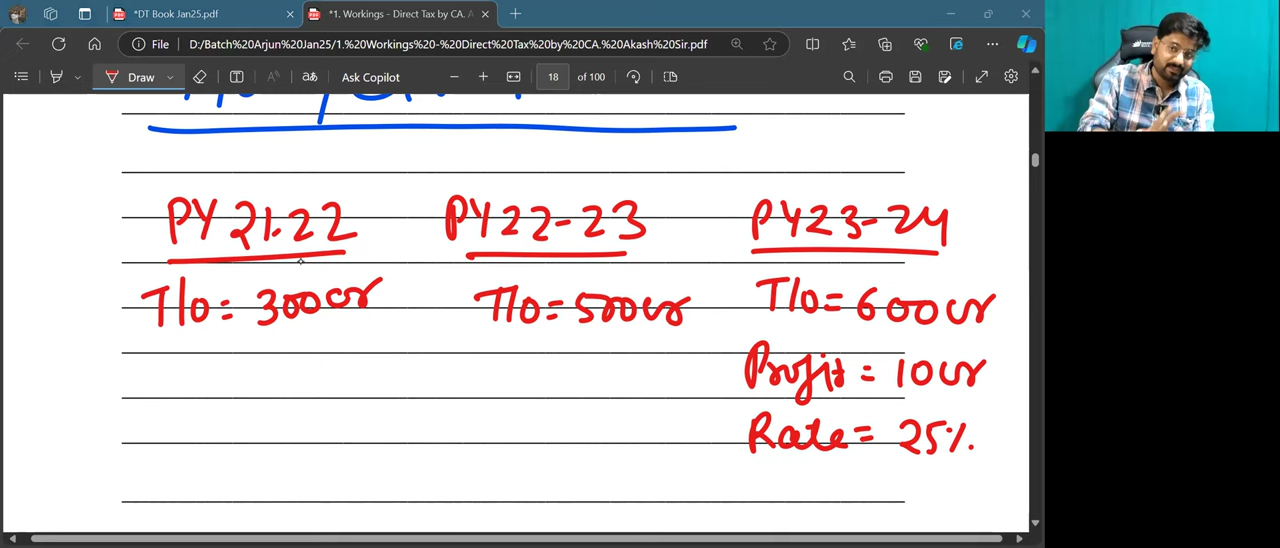 *DT Book Jan25.pdf
*1. Workings - Direct Tax by CA. A
File
D:/Batch%20Arjun%20Jan25/1.%20Workings%20-%20Direct%20Tax%20by%20CA.%20Akash%20Sir.pdf
Draw
Ask Copilot
18 of 100
PY 21.22 PY 22-23 PY 23-24
T/o = 300cr T/o = 500cr T/o = 600cr
Profit = 10cr
Rate = 25%